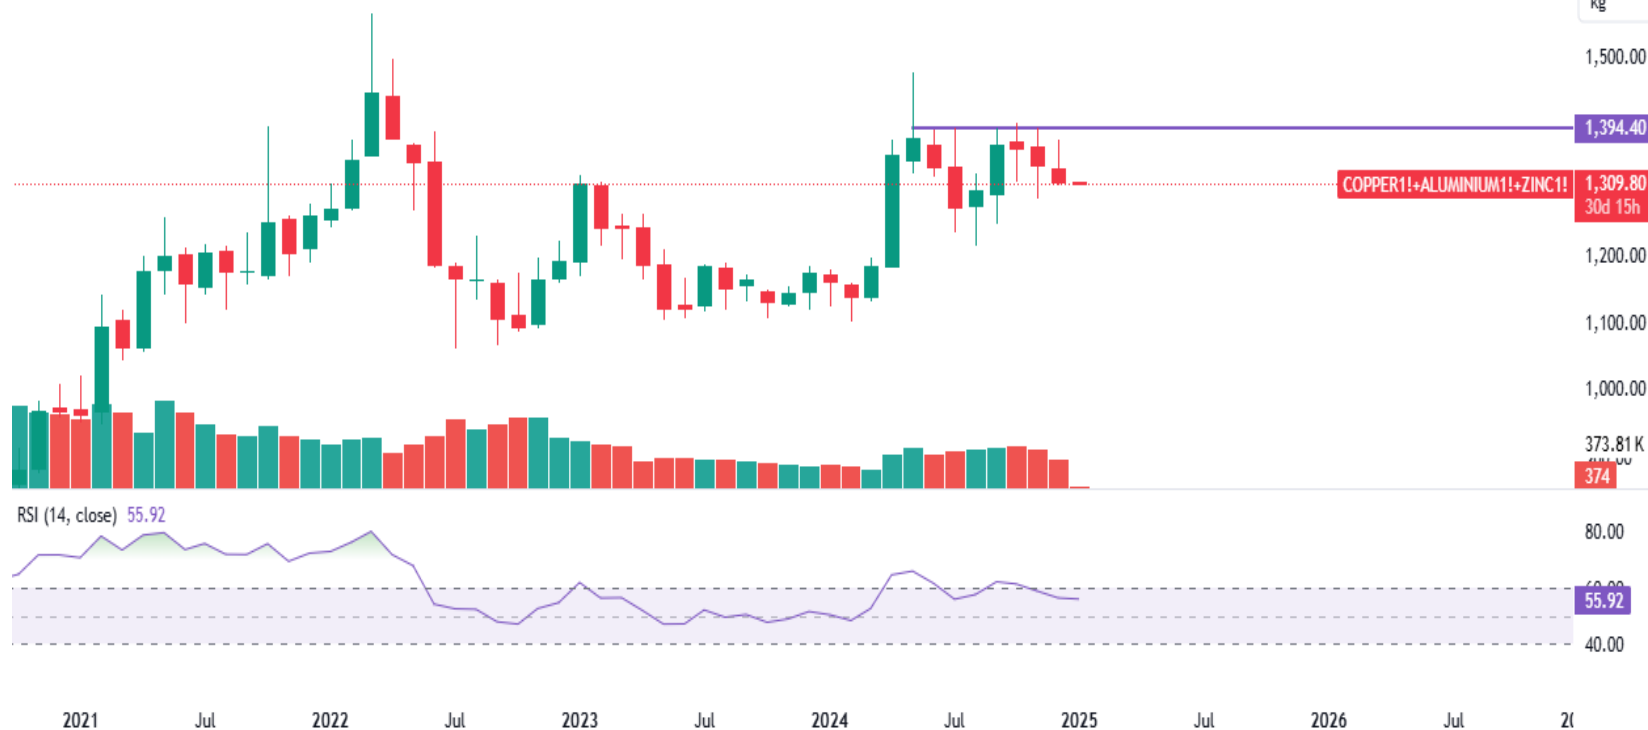 kg
1,500.00
1,394.40
COPPER1!+ALUMINIUM1!+ZINC1! 1,309.80
30d 15h
1,200.00
1,100.00
1,000.00
373.81 K
374
RSI (14, close) 55.92
80.00
60.00
55.92
40.00
2021 Jul 2022 Jul 2023 Jul 2024 Jul 2025 Jul 2026 Jul